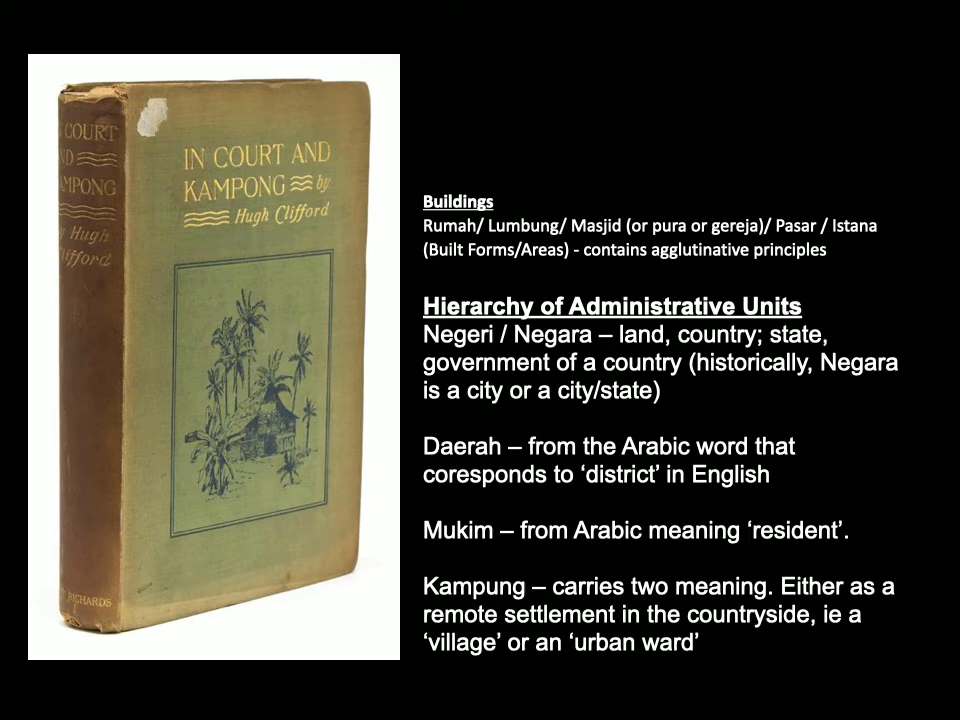 COURT
AND
KAMPONG
by Hugh
Clifford
RICHARDS
IN COURT AND
KAMPONG by
Hugh Clifford
Buildings
Rumah/ Lumbung/ Masjid (or pura or gereja)/ Pasar / Istana
(Built Forms/Areas) - contains agglutinative principles
Hierarchy of Administrative Units
Negeri / Negara – land, country; state,
government of a country (historically, Negara
is a city or a city/state)
Daerah – from the Arabic word that
coresponds to ‘district’ in English
Mukim – from Arabic meaning ‘resident’.
Kampung – carries two meaning. Either as a
remote settlement in the countryside, ie a
‘village’ or an ‘urban ward’